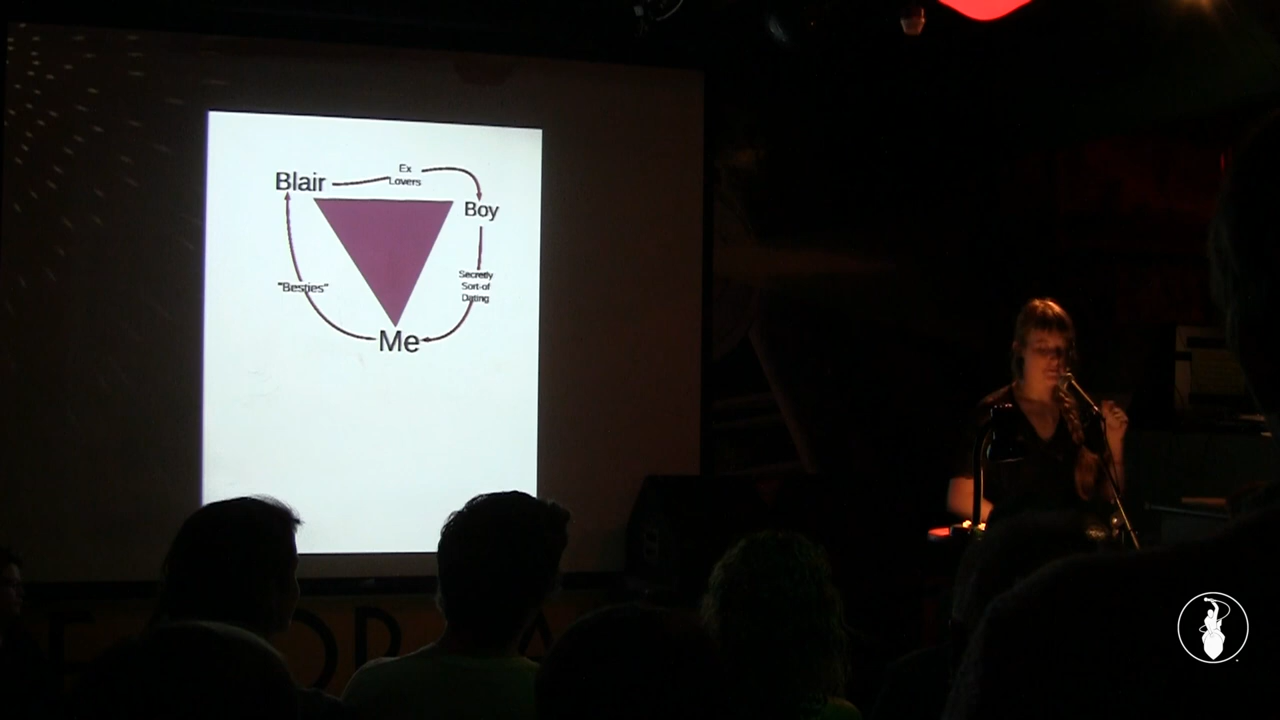 Blair
Ex
Lovers
Boy
Secretly
Sort-of
Dating
"Besties"
Me